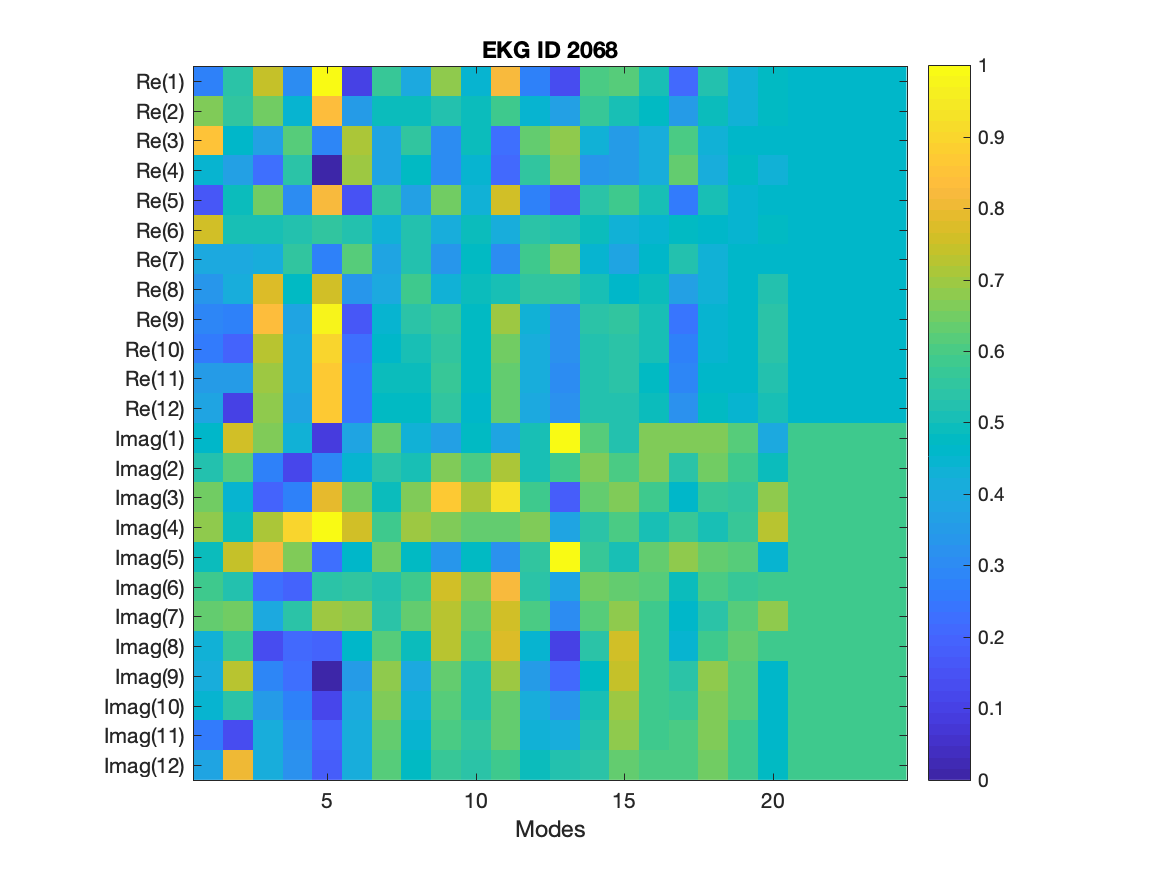 EKG ID 2068
Re(1)
Re(2)
Re(3)
Re(4)
Re(5)
Re(6)
Re(7)
Re(8)
Re(9)
Re(10)
Re(11)
Re(12)
Imag(1)
Imag(2)
Imag(3)
Imag(4)
Imag(5)
Imag(6)
Imag(7)
Imag(8)
Imag(9)
Imag(10)
Imag(11)
Imag(12)
5 10 15 20
Modes
1
0.9
0.8
0.7
0.6
0.5
0.4
0.3
0.2
0.1
0